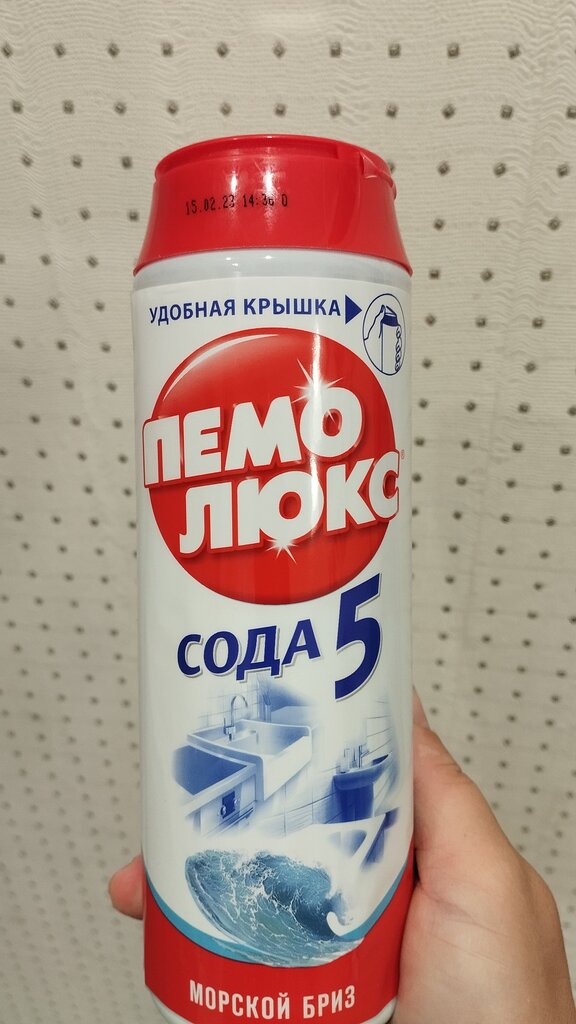 15.02.23 14:36 0
УДОБНАЯ КРЫШКА
ПЕМО
ЛЮКС
®
СОДА 5
МОРСКОЙ БРИЗ